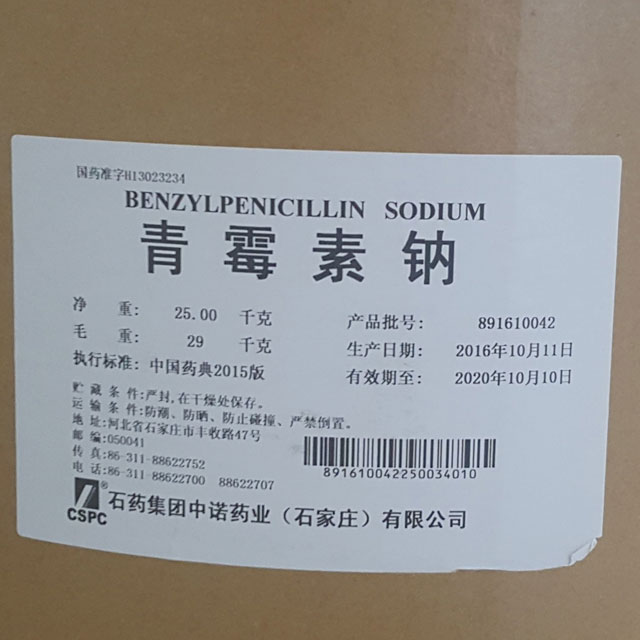 国药准字H13023234
BENZYLPENICILLIN SODIUM
青霉素钠
净 重: 25.00 千克
毛 重: 29 千克
执行标准: 中国药典2015版
产品批号: 891610042
生产日期: 2016年10月11日
有效期至: 2020年10月10日
贮藏条件:严封,在干燥处保存。
运输条件:防潮、防晒、防止碰撞、严禁倒置。
地 址:河北省石家庄市丰收路47号
邮 编:050041
传 真:86-311-88622752
电 话:86-311-88622700 88622707
891610042250034010
®
CSPC
石药集团中诺药业（石家庄）有限公司